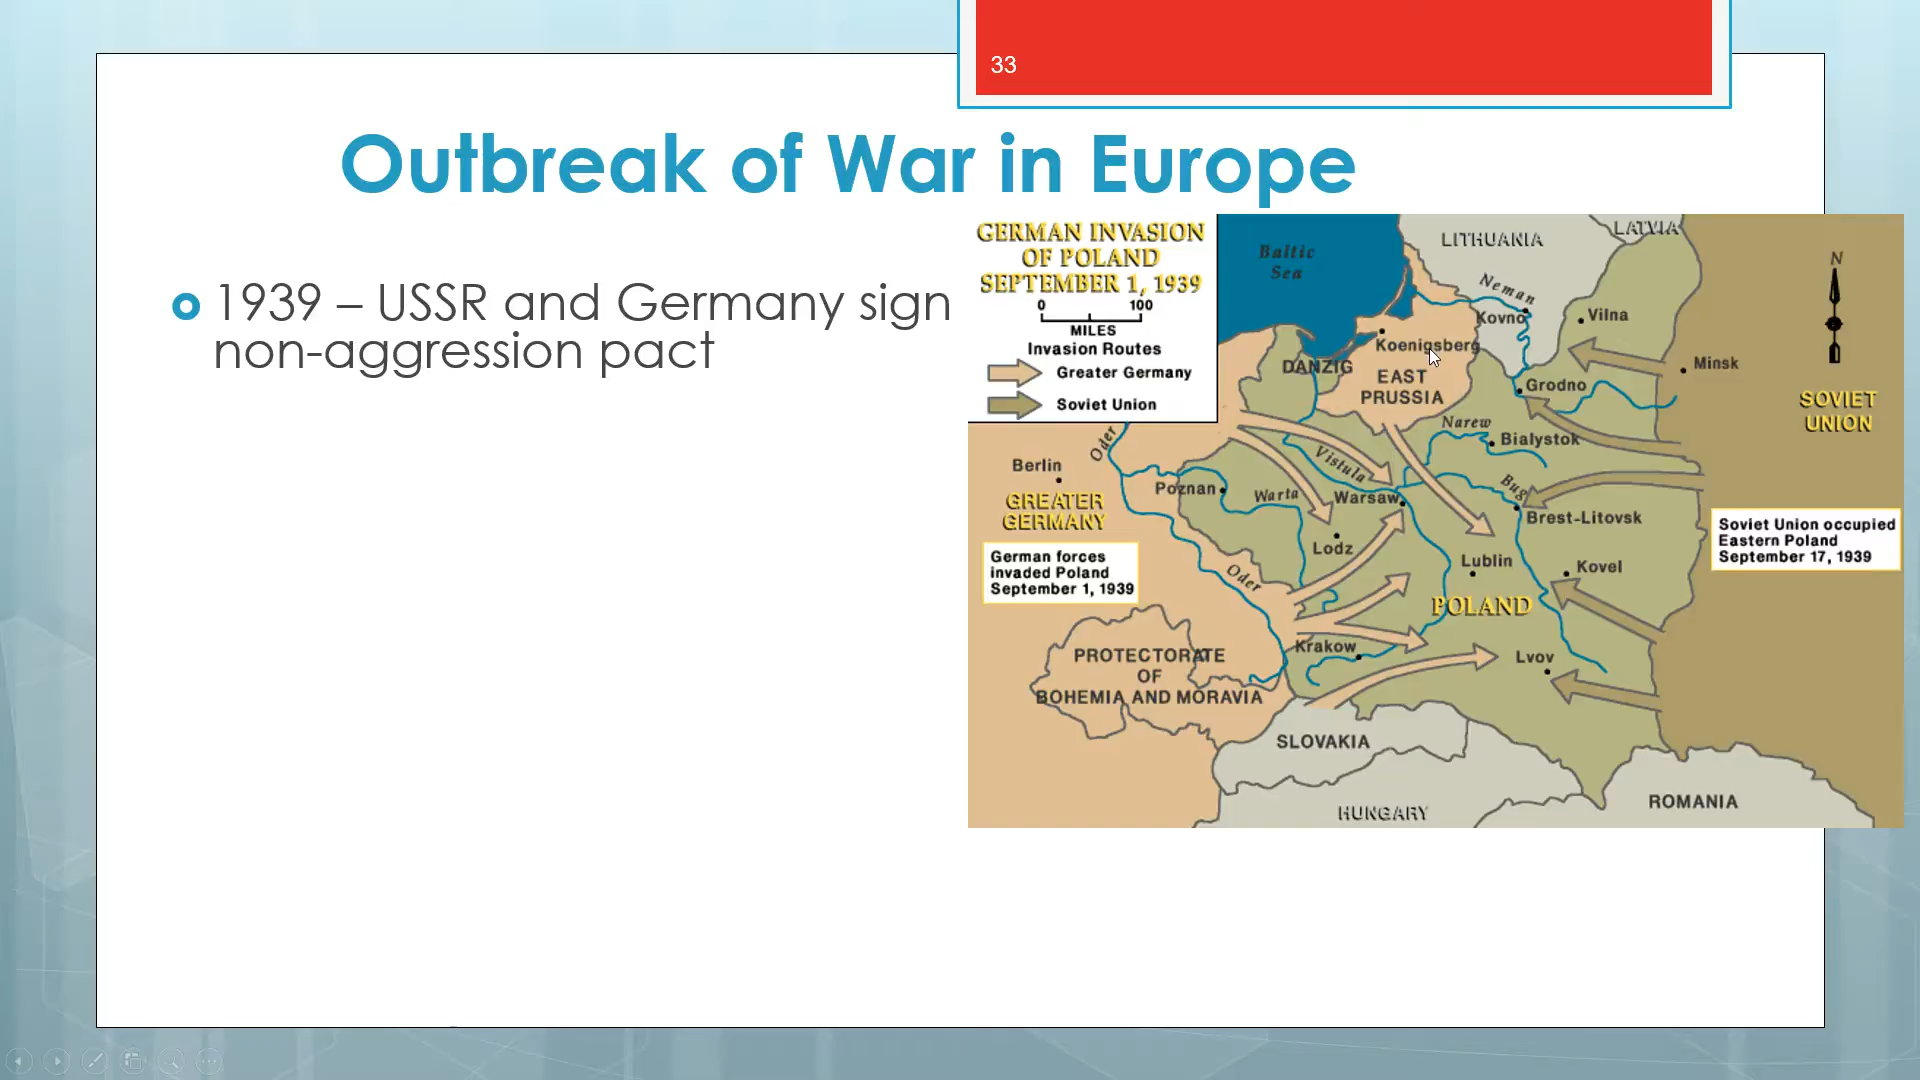 33
Outbreak of War in Europe
1939 – USSR and Germany sign
non-aggression pact
GERMAN INVASION
OF POLAND
SEPTEMBER 1, 1939
0 100
MILES
Invasion Routes
Greater Germany
Soviet Union
Baltic
Sea
LITHUANIA
LATVIA
N
Neman
Kovno
Vilna
Koenigsberg
DANZIG
EAST
PRUSSIA
Minsk
Grodno
SOVIET
UNION
Narew
Bialystok
Oder
Berlin
Vistula
Poznan
Warta
Warsaw
Bug
Brest-Litovsk
GREATER
GERMANY
Soviet Union occupied
Eastern Poland
September 17, 1939
German forces
invaded Poland
September 1, 1939
Lodz
Oder
Lublin
Kovel
POLAND
Krakow
Lvov
PROTECTORATE
OF
BOHEMIA AND MORAVIA
SLOVAKIA
HUNGARY
ROMANIA